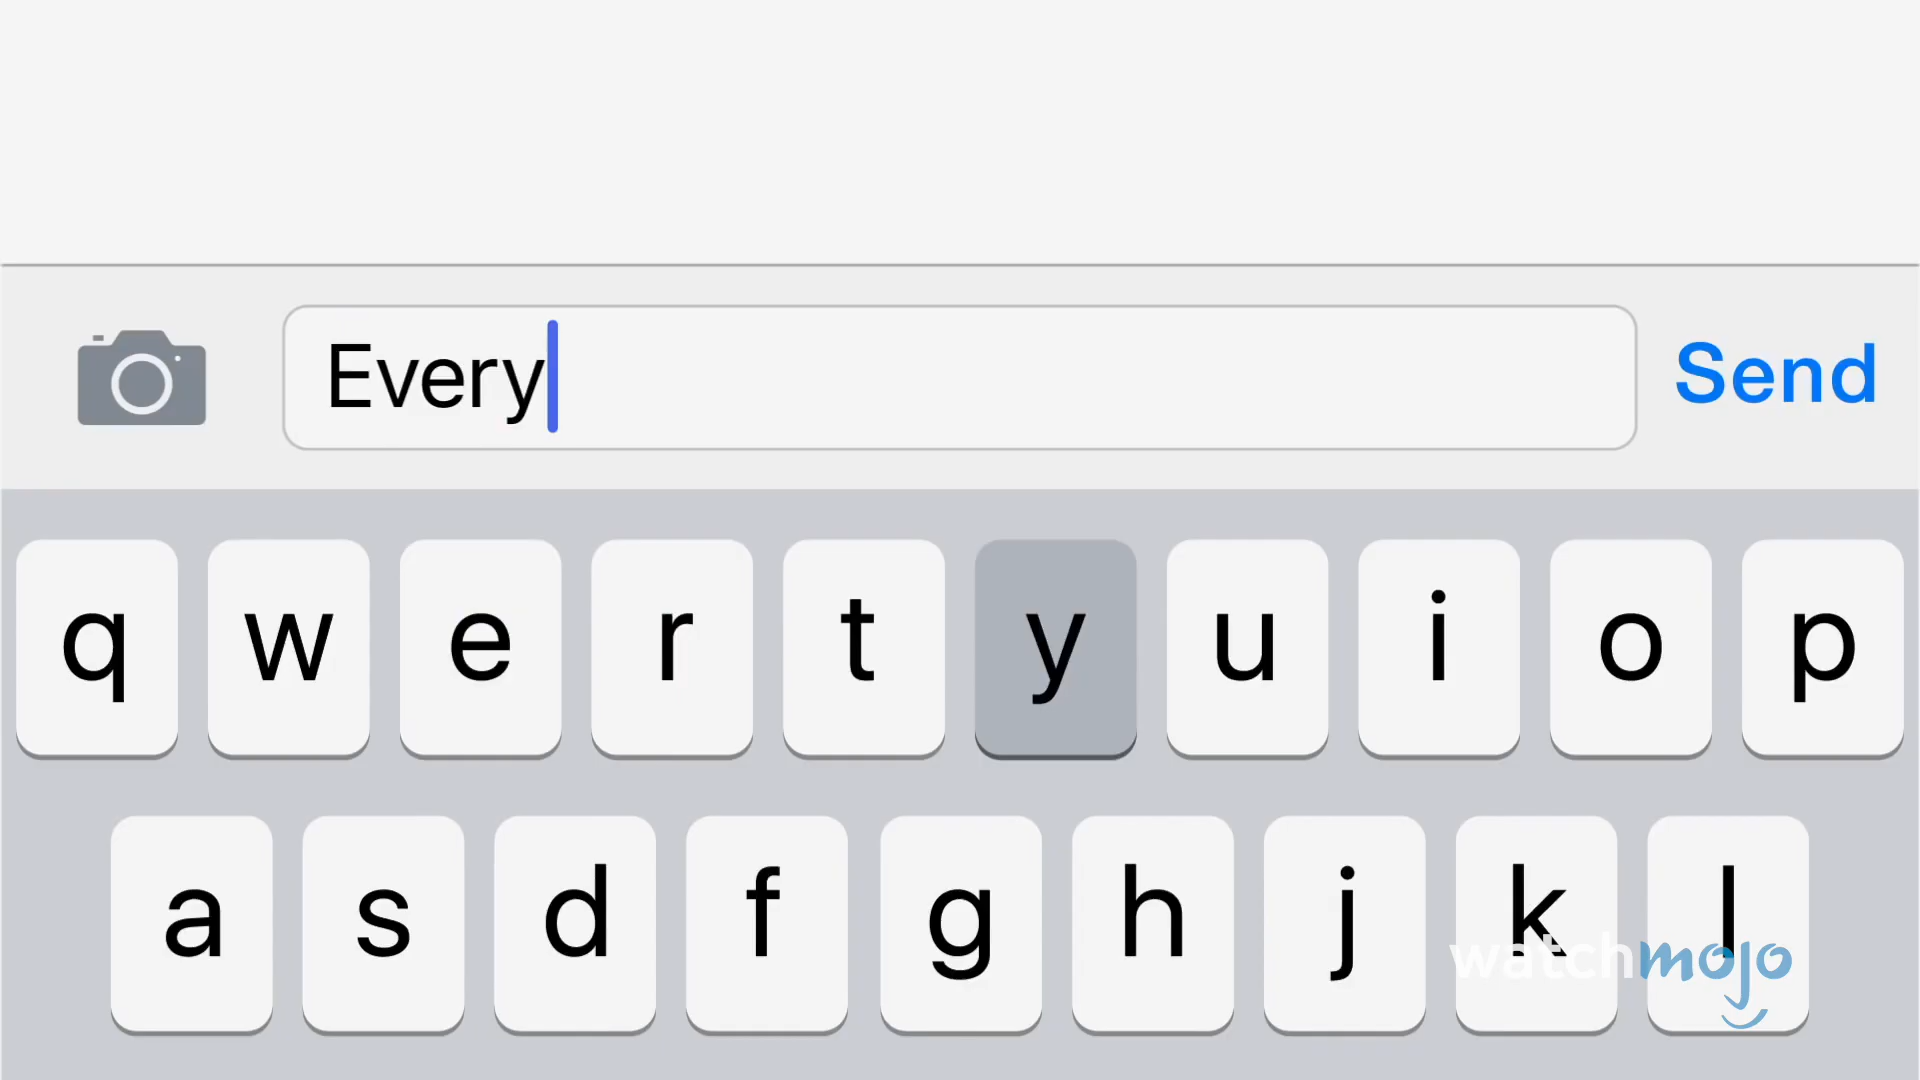 Every
Send
q w e r t y u i o p
a s d f g h j k l
watchmojo